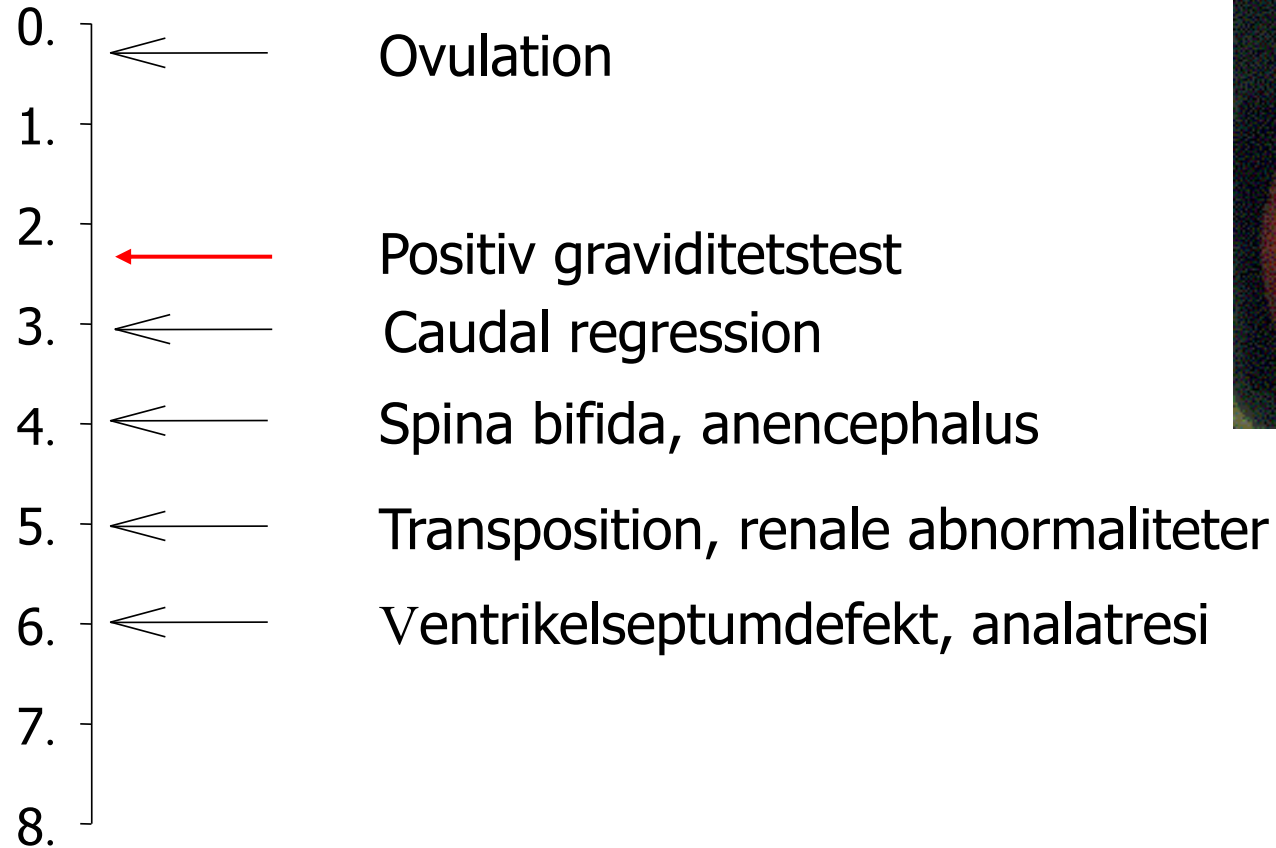 0.
Ovulation
1.
2.
Positiv graviditetstest
3.
Caudal regression
4.
Spina bifida, anencephalus
5.
Transposition, renale abnormaliteter
6.
Ventrikelseptumdefekt, analatresi
7.
8.